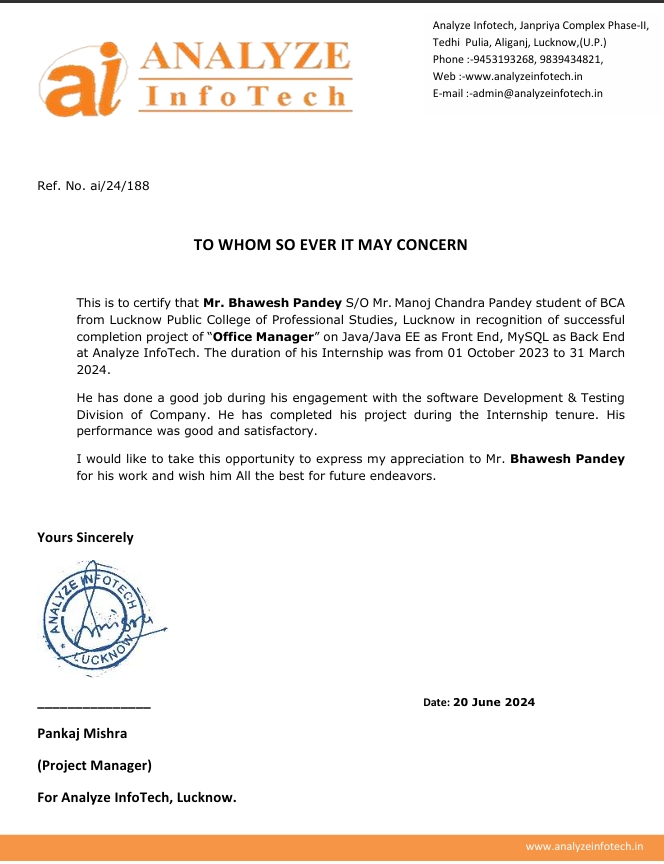 ai ANALYZE
InfoTech
Analyze Infotech, Janpriya Complex Phase-II,
Tedhi Pulia, Aliganj, Lucknow,(U.P.)
Phone :-9453193268, 9839434821,
Web :-www.analyzeinfotech.in
E-mail :-admin@analyzeinfotech.in
Ref. No. ai/24/188
TO WHOM SO EVER IT MAY CONCERN
This is to certify that Mr. Bhawesh Pandey S/O Mr. Manoj Chandra Pandey student of BCA
from Lucknow Public College of Professional Studies, Lucknow in recognition of successful
completion project of “Office Manager” on Java/Java EE as Front End, MySQL as Back End
at Analyze InfoTech. The duration of his Internship was from 01 October 2023 to 31 March
2024.
He has done a good job during his engagement with the software Development & Testing
Division of Company. He has completed his project during the Internship tenure. His
performance was good and satisfactory.
I would like to take this opportunity to express my appreciation to Mr. Bhawesh Pandey
for his work and wish him All the best for future endeavors.
Yours Sincerely
ANALYZE INFOTECH
* LUCKNOW *
_______________
Date: 20 June 2024
Pankaj Mishra
(Project Manager)
For Analyze InfoTech, Lucknow.
www.analyzeinfotech.in